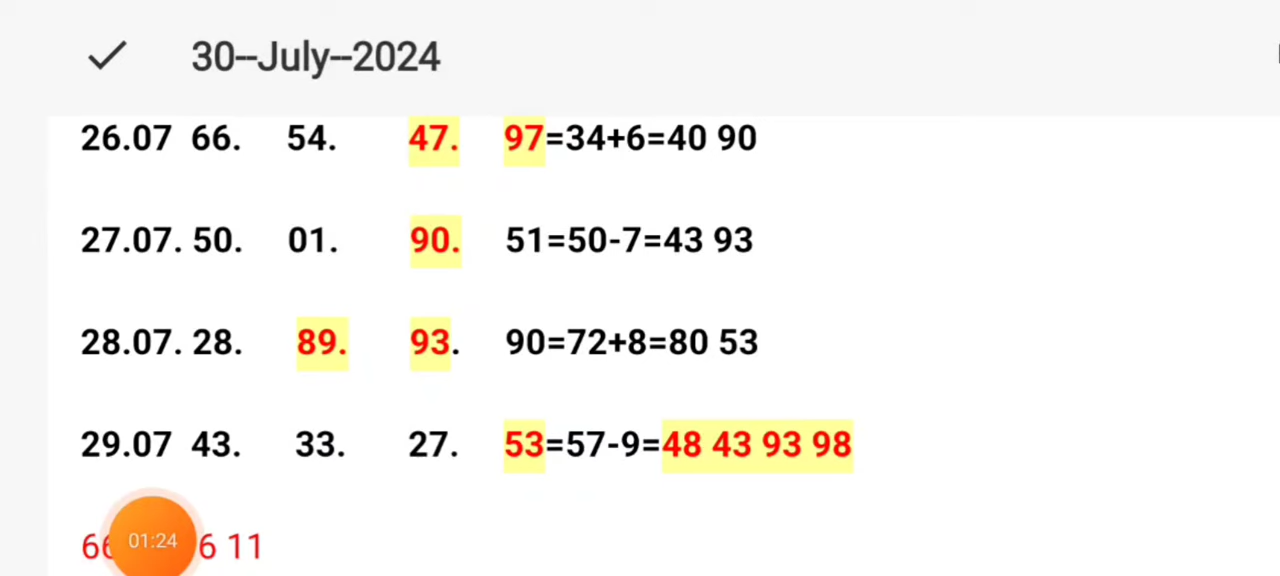 30--July--2024
26.07 66. 54. 47. 97=34+6=40 90
27.07. 50. 01. 90. 51=50-7=43 93
28.07. 28. 89. 93. 90=72+8=80 53
29.07 43. 33. 27. 53=57-9=48 43 93 98
01:24
11